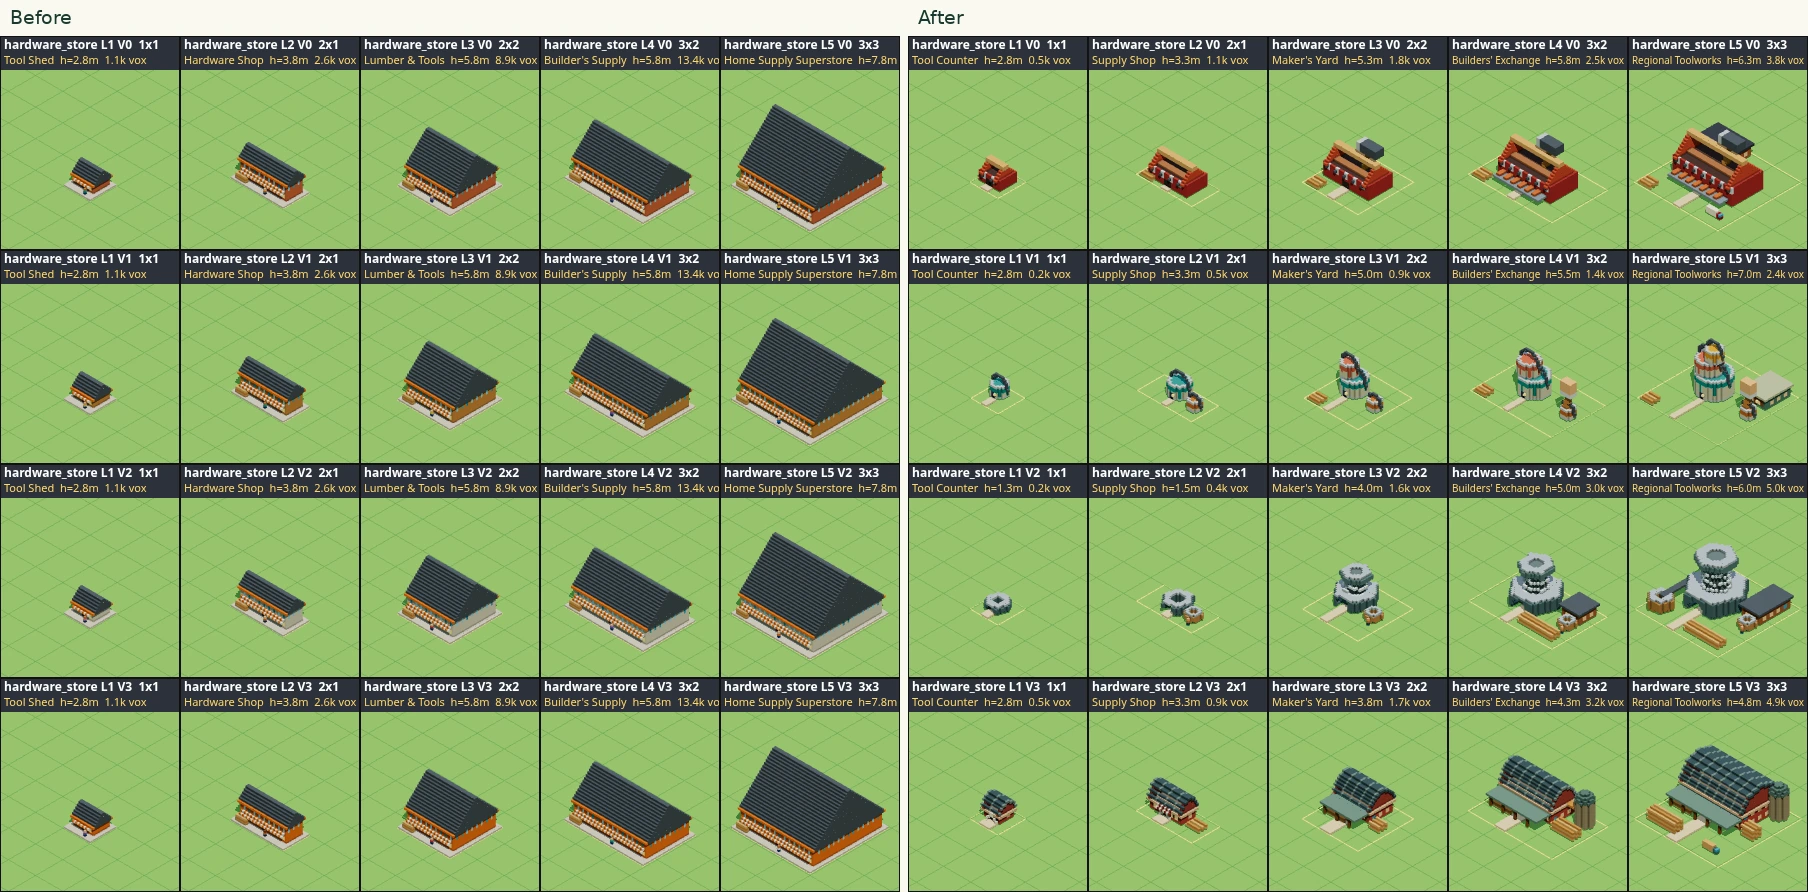 Before
After
hardware_store L1 V0 1x1
Tool Shed h=2.8m 1.1k vox
hardware_store L2 V0 2x1
Hardware Shop h=3.8m 2.6k vox
hardware_store L3 V0 2x2
Lumber & Tools h=5.8m 8.9k vox
hardware_store L4 V0 3x2
Builder's Supply h=5.8m 13.4k vo
hardware_store L5 V0 3x3
Home Supply Superstore h=7.8m
hardware_store L1 V0 1x1
Tool Counter h=2.8m 0.5k vox
hardware_store L2 V0 2x1
Supply Shop h=3.3m 1.1k vox
hardware_store L3 V0 2x2
Maker's Yard h=5.3m 1.8k vox
hardware_store L4 V0 3x2
Builders' Exchange h=5.8m 2.5k vox
hardware_store L5 V0 3x3
Regional Toolworks h=6.3m 3.8k vox
hardware_store L1 V1 1x1
Tool Shed h=2.8m 1.1k vox
hardware_store L2 V1 2x1
Hardware Shop h=3.8m 2.6k vox
hardware_store L3 V1 2x2
Lumber & Tools h=5.8m 8.9k vox
hardware_store L4 V1 3x2
Builder's Supply h=5.8m 13.4k vo
hardware_store L5 V1 3x3
Home Supply Superstore h=7.8m
hardware_store L1 V1 1x1
Tool Counter h=2.8m 0.2k vox
hardware_store L2 V1 2x1
Supply Shop h=3.3m 0.5k vox
hardware_store L3 V1 2x2
Maker's Yard h=5.0m 0.9k vox
hardware_store L4 V1 3x2
Builders' Exchange h=5.5m 1.4k vox
hardware_store L5 V1 3x3
Regional Toolworks h=7.0m 2.4k vox
hardware_store L1 V2 1x1
Tool Shed h=2.8m 1.1k vox
hardware_store L2 V2 2x1
Hardware Shop h=3.8m 2.6k vox
hardware_store L3 V2 2x2
Lumber & Tools h=5.8m 8.9k vox
hardware_store L4 V2 3x2
Builder's Supply h=5.8m 13.4k vo
hardware_store L5 V2 3x3
Home Supply Superstore h=7.8m
hardware_store L1 V2 1x1
Tool Counter h=1.3m 0.2k vox
hardware_store L2 V2 2x1
Supply Shop h=1.5m 0.4k vox
hardware_store L3 V2 2x2
Maker's Yard h=4.0m 1.6k vox
hardware_store L4 V2 3x2
Builders' Exchange h=5.0m 3.0k vox
hardware_store L5 V2 3x3
Regional Toolworks h=6.0m 5.0k vox
hardware_store L1 V3 1x1
Tool Shed h=2.8m 1.1k vox
hardware_store L2 V3 2x1
Hardware Shop h=3.8m 2.6k vox
hardware_store L3 V3 2x2
Lumber & Tools h=5.8m 8.9k vox
hardware_store L4 V3 3x2
Builder's Supply h=5.8m 13.4k vo
hardware_store L5 V3 3x3
Home Supply Superstore h=7.8m
hardware_store L1 V3 1x1
Tool Counter h=2.8m 0.5k vox
hardware_store L2 V3 2x1
Supply Shop h=3.3m 0.9k vox
hardware_store L3 V3 2x2
Maker's Yard h=3.8m 1.7k vox
hardware_store L4 V3 3x2
Builders' Exchange h=4.3m 3.2k vox
hardware_store L5 V3 3x3
Regional Toolworks h=4.8m 4.9k vox